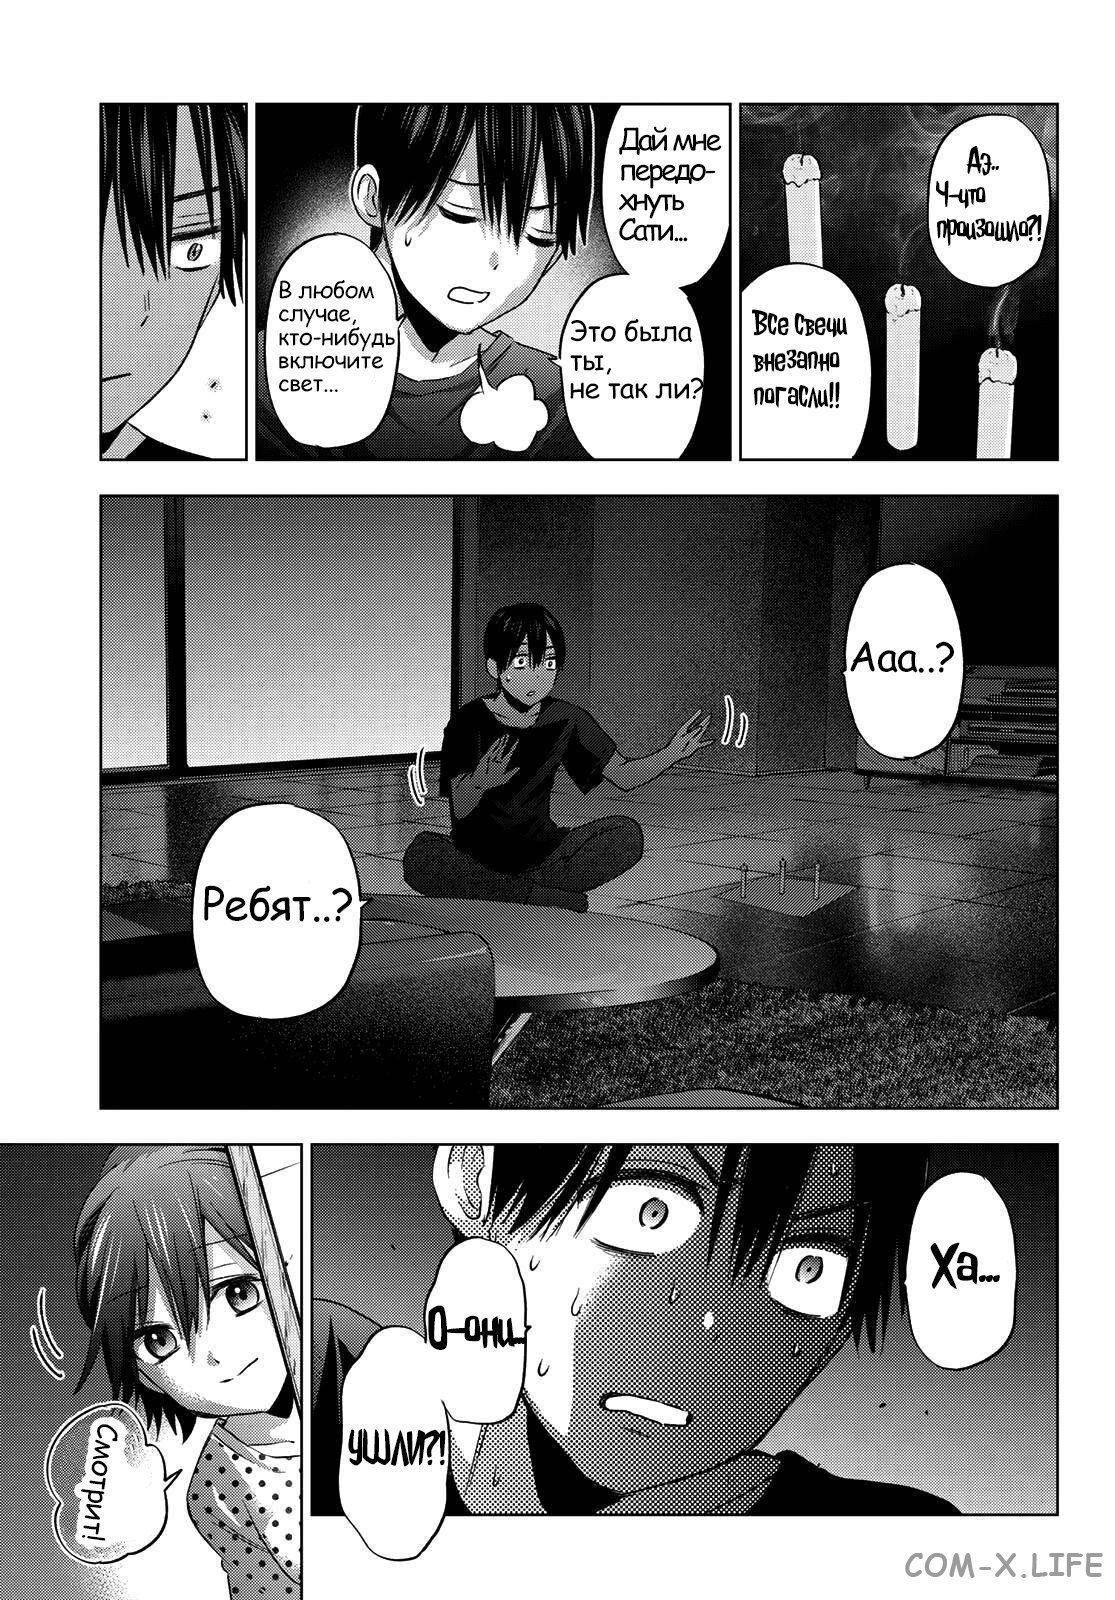 Аэ..
Ч-что
произошло?!
Все свечи
внезапно
погасли!!
Дай мне
передо-
хнуть
Сати...
Это была
ты,
не так ли?
В любом
случае,
кто-нибудь
включите
свет...
Ааа..?
Ребят..?
Ха...
О-они...
ушли?!
Смотрит!
COM-X.LIFE